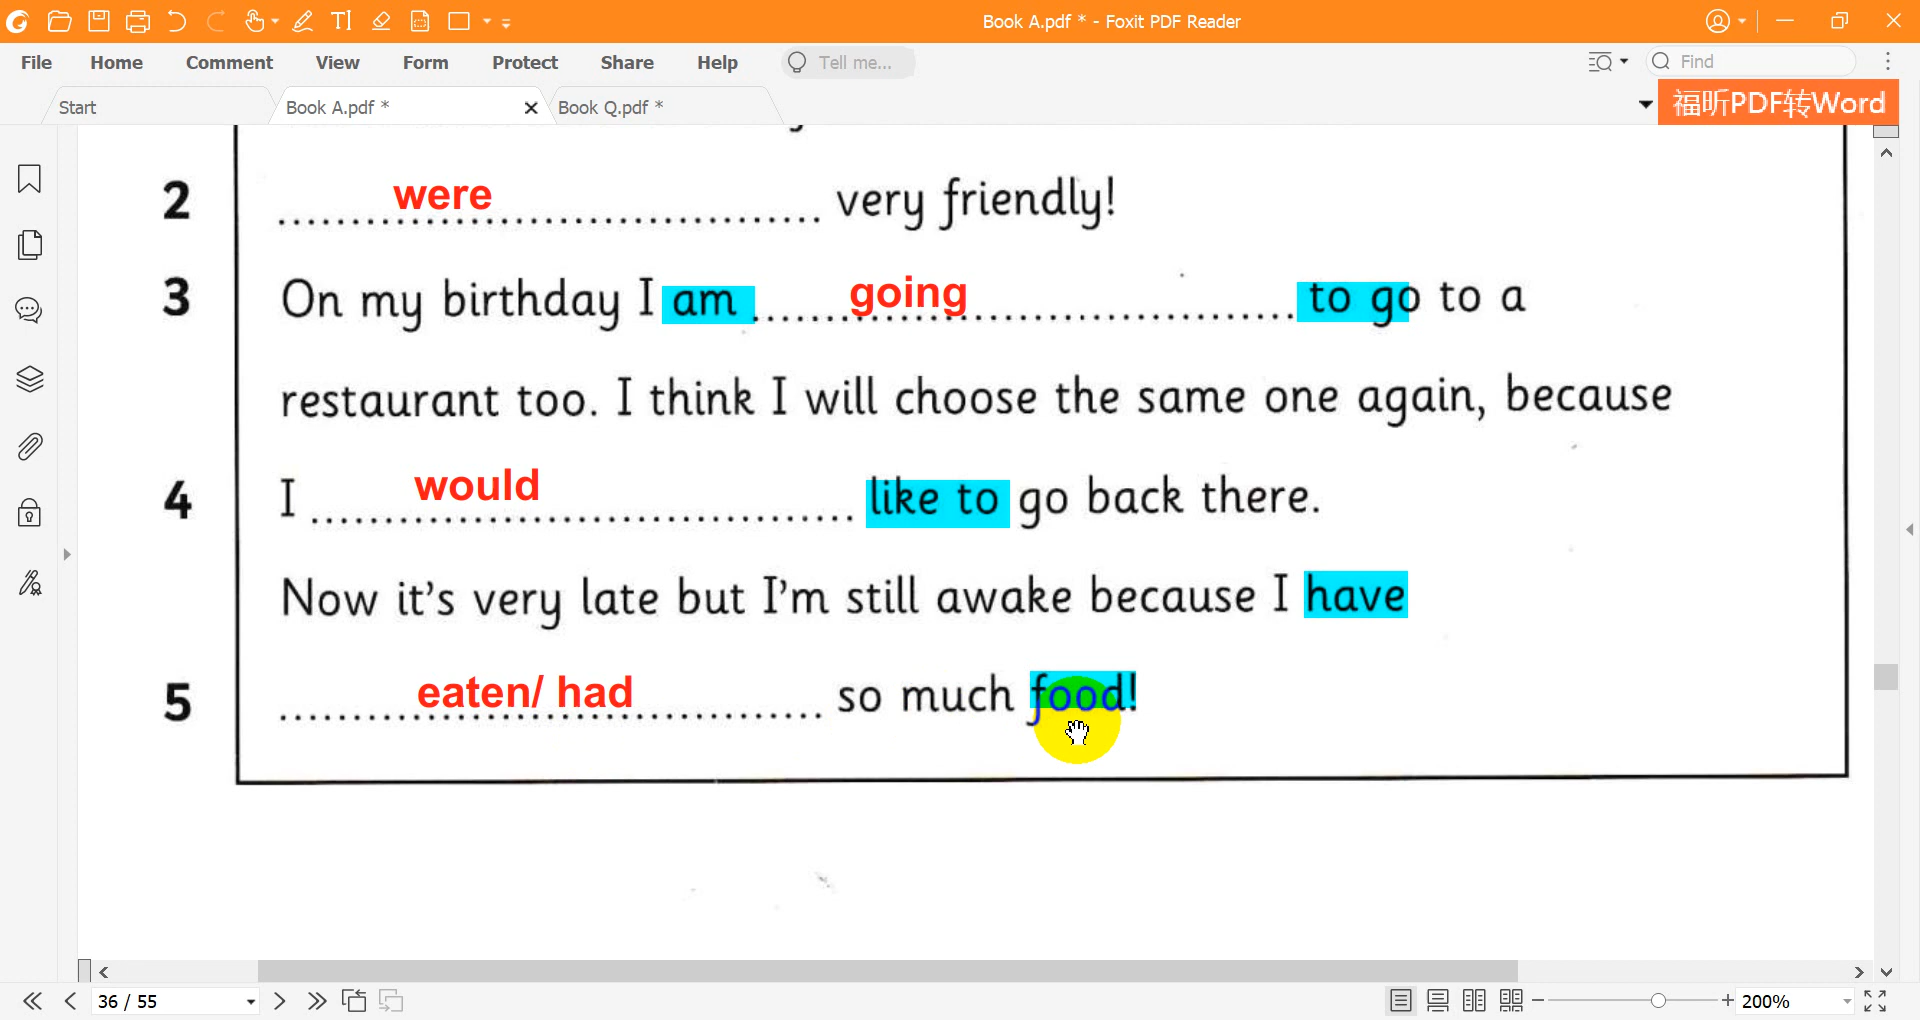 Book A.pdf * - Foxit PDF Reader
File Home Comment View Form Protect Share Help Tell me... Find
Start Book A.pdf * Book Q.pdf * 福昕PDF转Word
2 were very friendly!
3 On my birthday I am going to go to a
restaurant too. I think I will choose the same one again, because
4 I would like to go back there.
Now it's very late but I'm still awake because I have
5 eaten/ had so much food!
36 / 55 200%